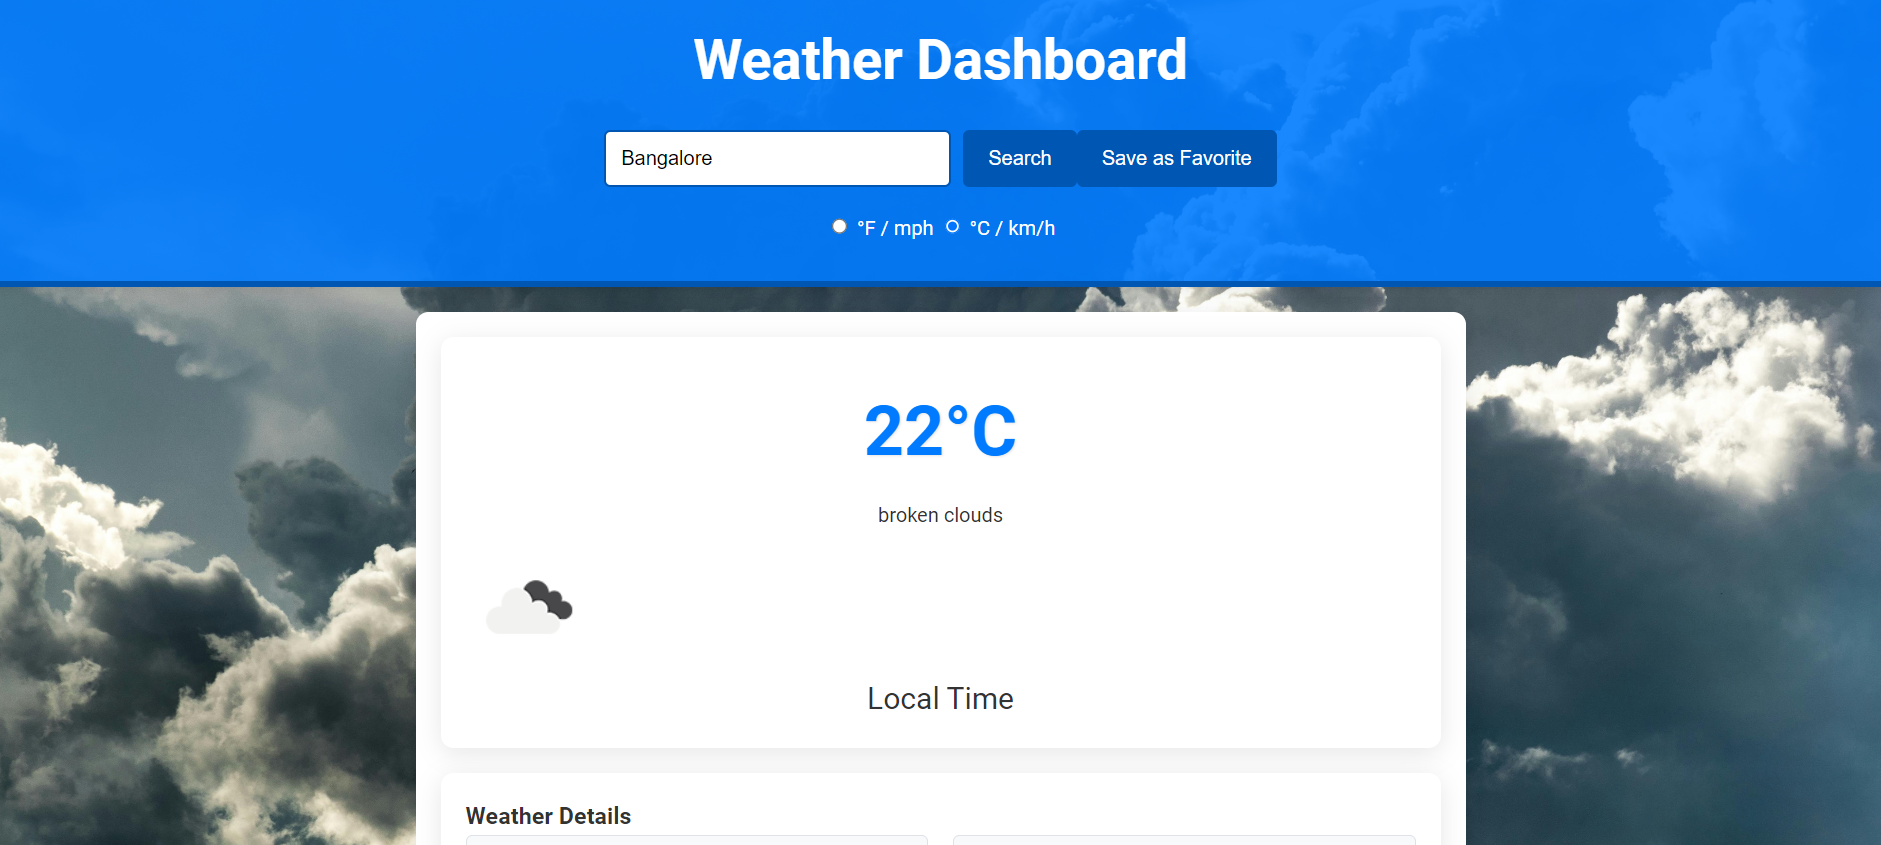 Weather Dashboard
Bangalore Search Save as Favorite
°F / mph °C / km/h
22°C
broken clouds
Local Time
Weather Details